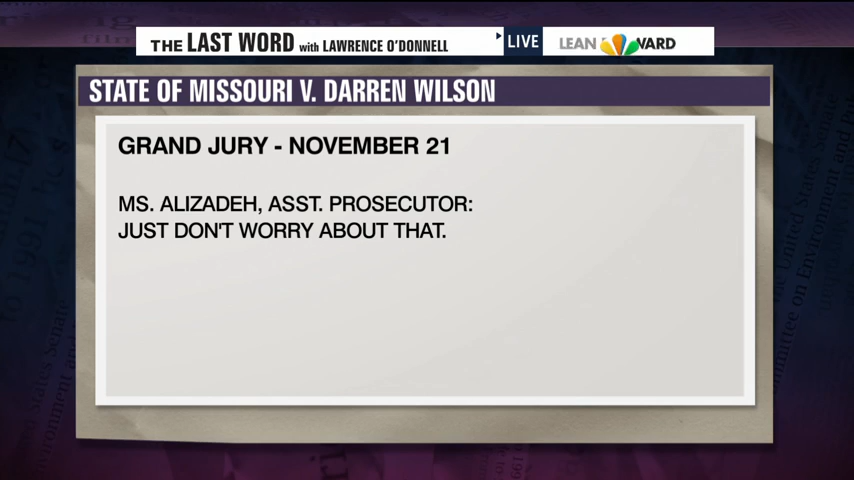 THE LAST WORD with LAWRENCE O'DONNELL
LIVE
LEAN
STATE OF MISSOURI V. DARREN WILSON
GRAND JURY - NOVEMBER 21
MS. ALIZADEH, ASST. PROSECUTOR:
JUST DON'T WORRY ABOUT THAT.